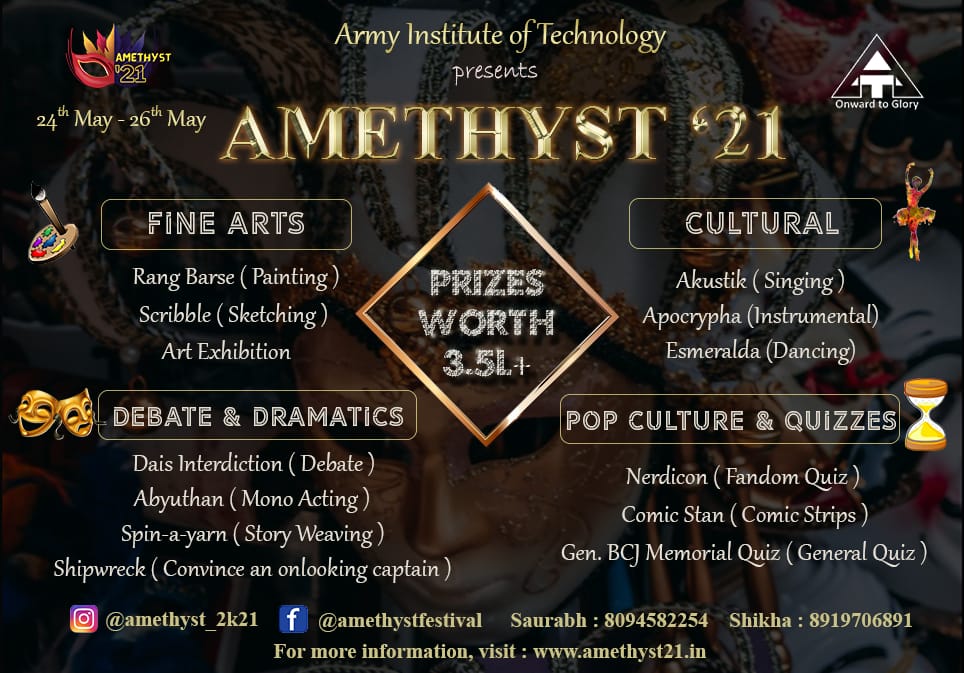 AMETHYST
'21
Army Institute of Technology
presents
Onward to Glory
24th May - 26th May
AMETHYST '21
FiNE ARTS
Rang Barse ( Painting )
Scribble ( Sketching )
Art Exhibition
PRIZES
WORTH
3.5L+
CULTURAL
Akustik ( Singing )
Apocrypha (Instrumental)
Esmeralda (Dancing)
DEBATE & DRAMATiCS
Dais Interdiction ( Debate )
Abyuthan ( Mono Acting )
Spin-a-yarn ( Story Weaving )
Shipwreck ( Convince an onlooking captain )
POP CULTURE & QUiZZES
Nerdicon ( Fandom Quiz )
Comic Stan ( Comic Strips )
Gen. BCJ Memorial Quiz ( General Quiz )
@amethyst_2k21 @amethystfestival Saurabh : 8094582254 Shikha : 8919706891
For more information, visit : www.amethyst21.in